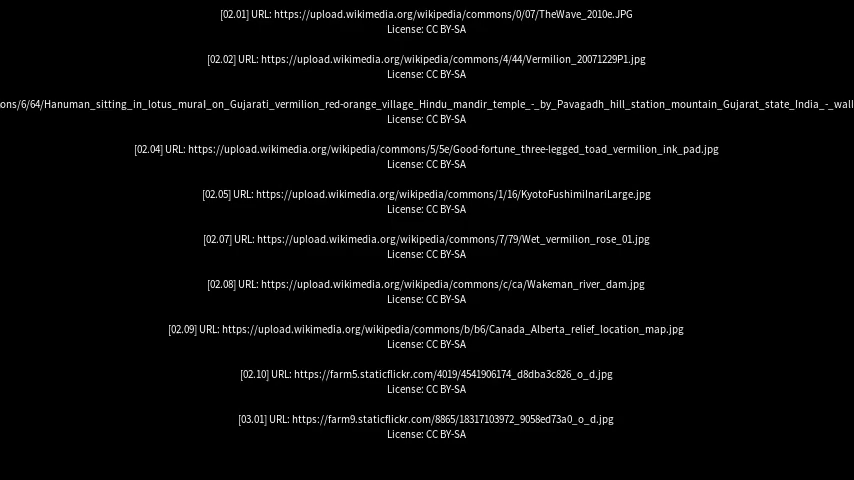 [02.01] URL: https://upload.wikimedia.org/wikipedia/commons/0/07/TheWave_2010e.JPG
License: CC BY-SA
[02.02] URL: https://upload.wikimedia.org/wikipedia/commons/4/44/Vermilion_20071229P1.jpg
License: CC BY-SA
ons/6/64/Hanuman_sitting_in_lotus_mural_on_Gujarati_vermilion_red-orange_village_Hindu_mandir_temple_-_by_Pavagadh_hill_station_mountain_Gujarat_state_India_-_wall
License: CC BY-SA
[02.04] URL: https://upload.wikimedia.org/wikipedia/commons/5/5e/Good-fortune_three-legged_toad_vermilion_ink_pad.jpg
License: CC BY-SA
[02.05] URL: https://upload.wikimedia.org/wikipedia/commons/1/16/KyotoFushimiInariLarge.jpg
License: CC BY-SA
[02.07] URL: https://upload.wikimedia.org/wikipedia/commons/7/79/Wet_vermilion_rose_01.jpg
License: CC BY-SA
[02.08] URL: https://upload.wikimedia.org/wikipedia/commons/c/ca/Wakeman_river_dam.jpg
License: CC BY-SA
[02.09] URL: https://upload.wikimedia.org/wikipedia/commons/b/b6/Canada_Alberta_relief_location_map.jpg
License: CC BY-SA
[02.10] URL: https://farm5.staticflickr.com/4019/4541906174_d8dba3c826_o_d.jpg
License: CC BY-SA
[03.01] URL: https://farm9.staticflickr.com/8865/18317103972_9058ed73a0_o_d.jpg
License: CC BY-SA